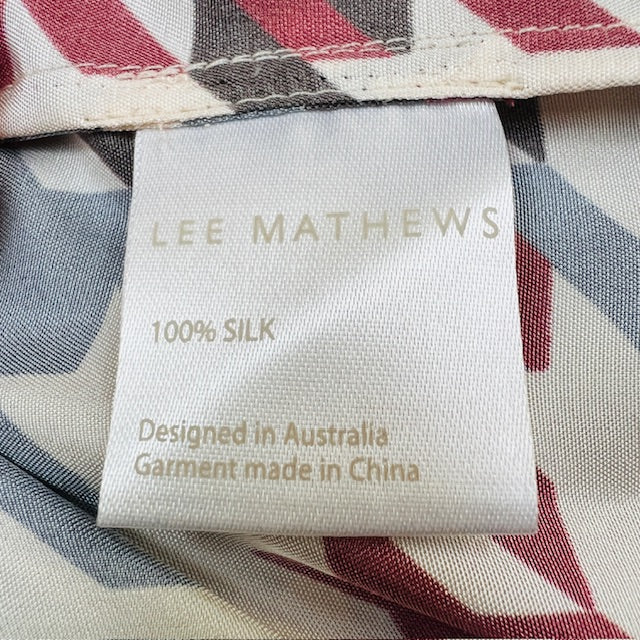 LEE MATHEWS
100% SILK
Designed in Australia
Garment made in China